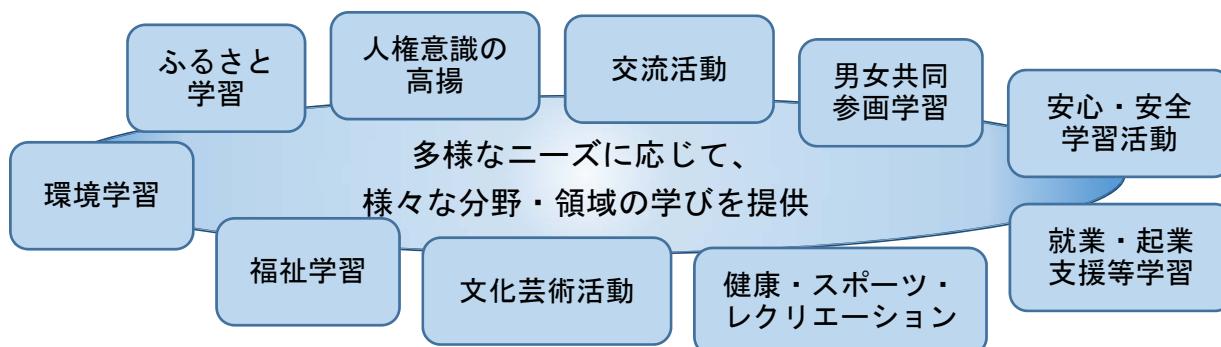 ふるさと
学習
人権意識の
高揚
交流活動
男女共同
参画学習
安心・安全
学習活動
多様なニーズに応じて、
様々な分野・領域の学びを提供
環境学習
福祉学習
文化芸術活動
健康・スポーツ・
レクリエーション
就業・起業
支援等学習